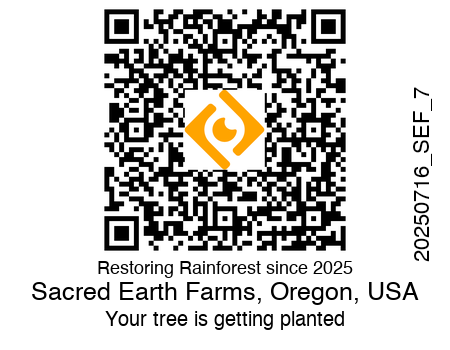 Restoring Rainforest since 2025
Sacred Earth Farms, Oregon, USA
Your tree is getting planted
20250716_SEF_7